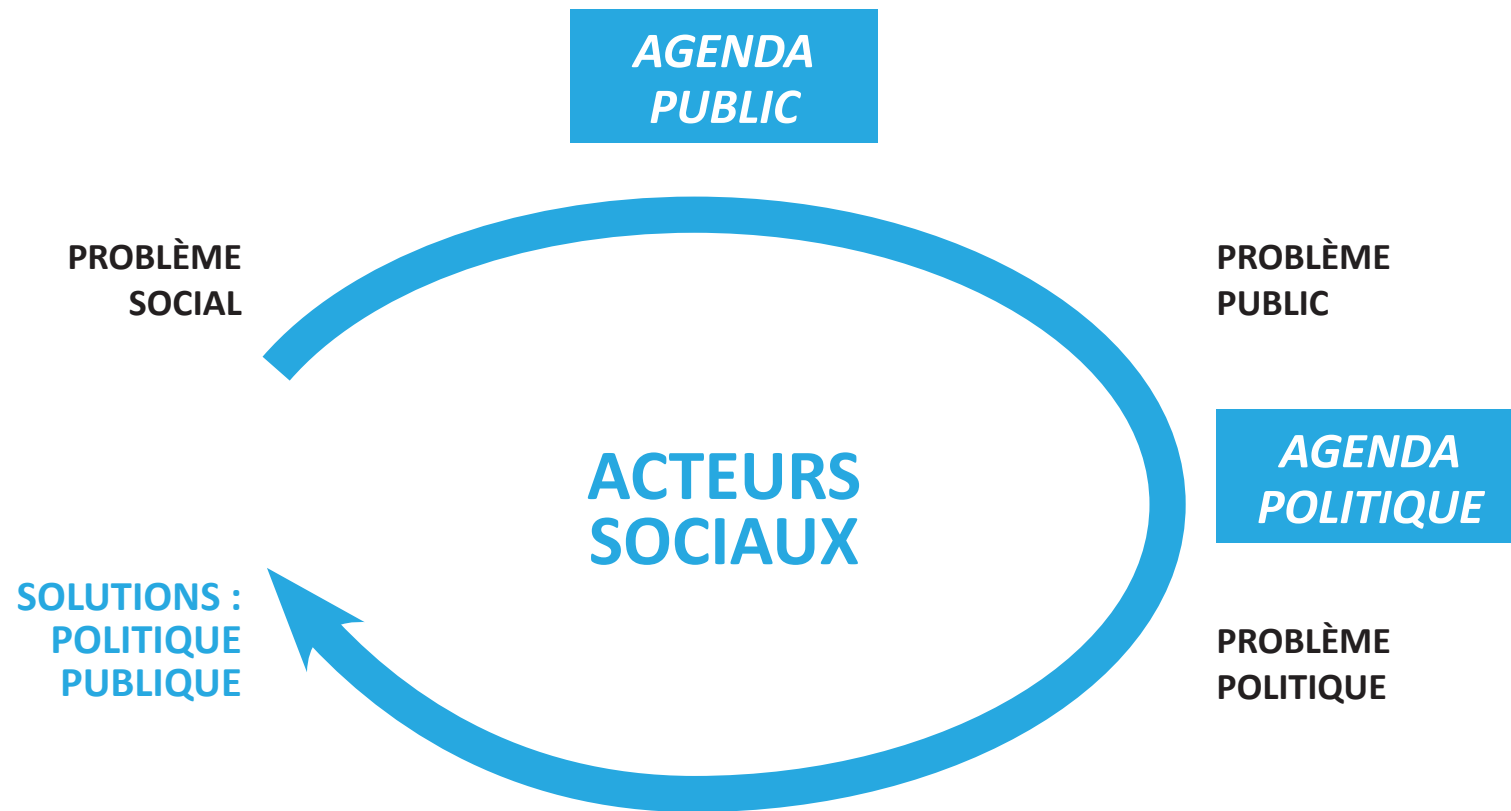 AGENDA
PUBLIC
PROBLÈME
SOCIAL
PROBLÈME
PUBLIC
AGENDA
POLITIQUE
ACTEURS
SOCIAUX
SOLUTIONS :
POLITIQUE
PUBLIQUE
PROBLÈME
POLITIQUE